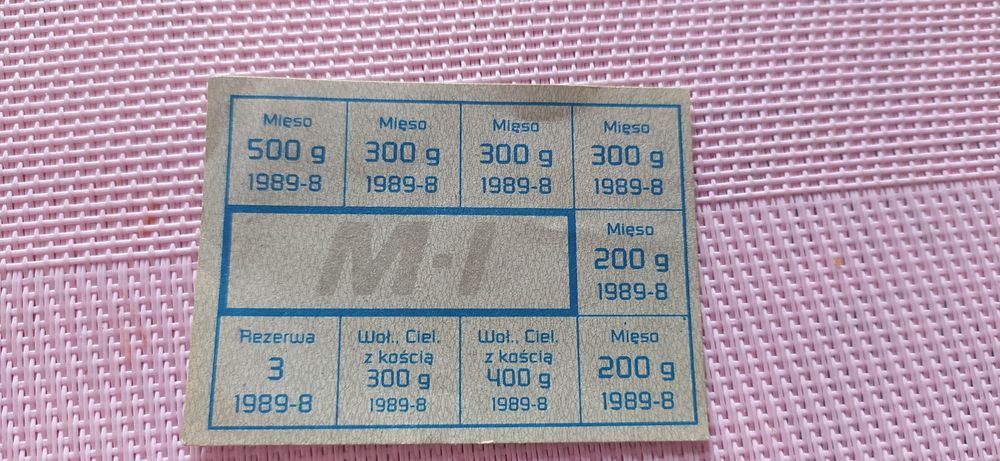 Mięso
500 g
1989-8
Mięso
300 g
1989-8
Mięso
300 g
1989-8
Mięso
300 g
1989-8
M-I
Mięso
200 g
1989-8
Rezerwa
3
1989-8
Woł., Ciel.
z kością
300 g
1989-8
Woł., Ciel.
z kością
400 g
1989-8
Mięso
200 g
1989-8